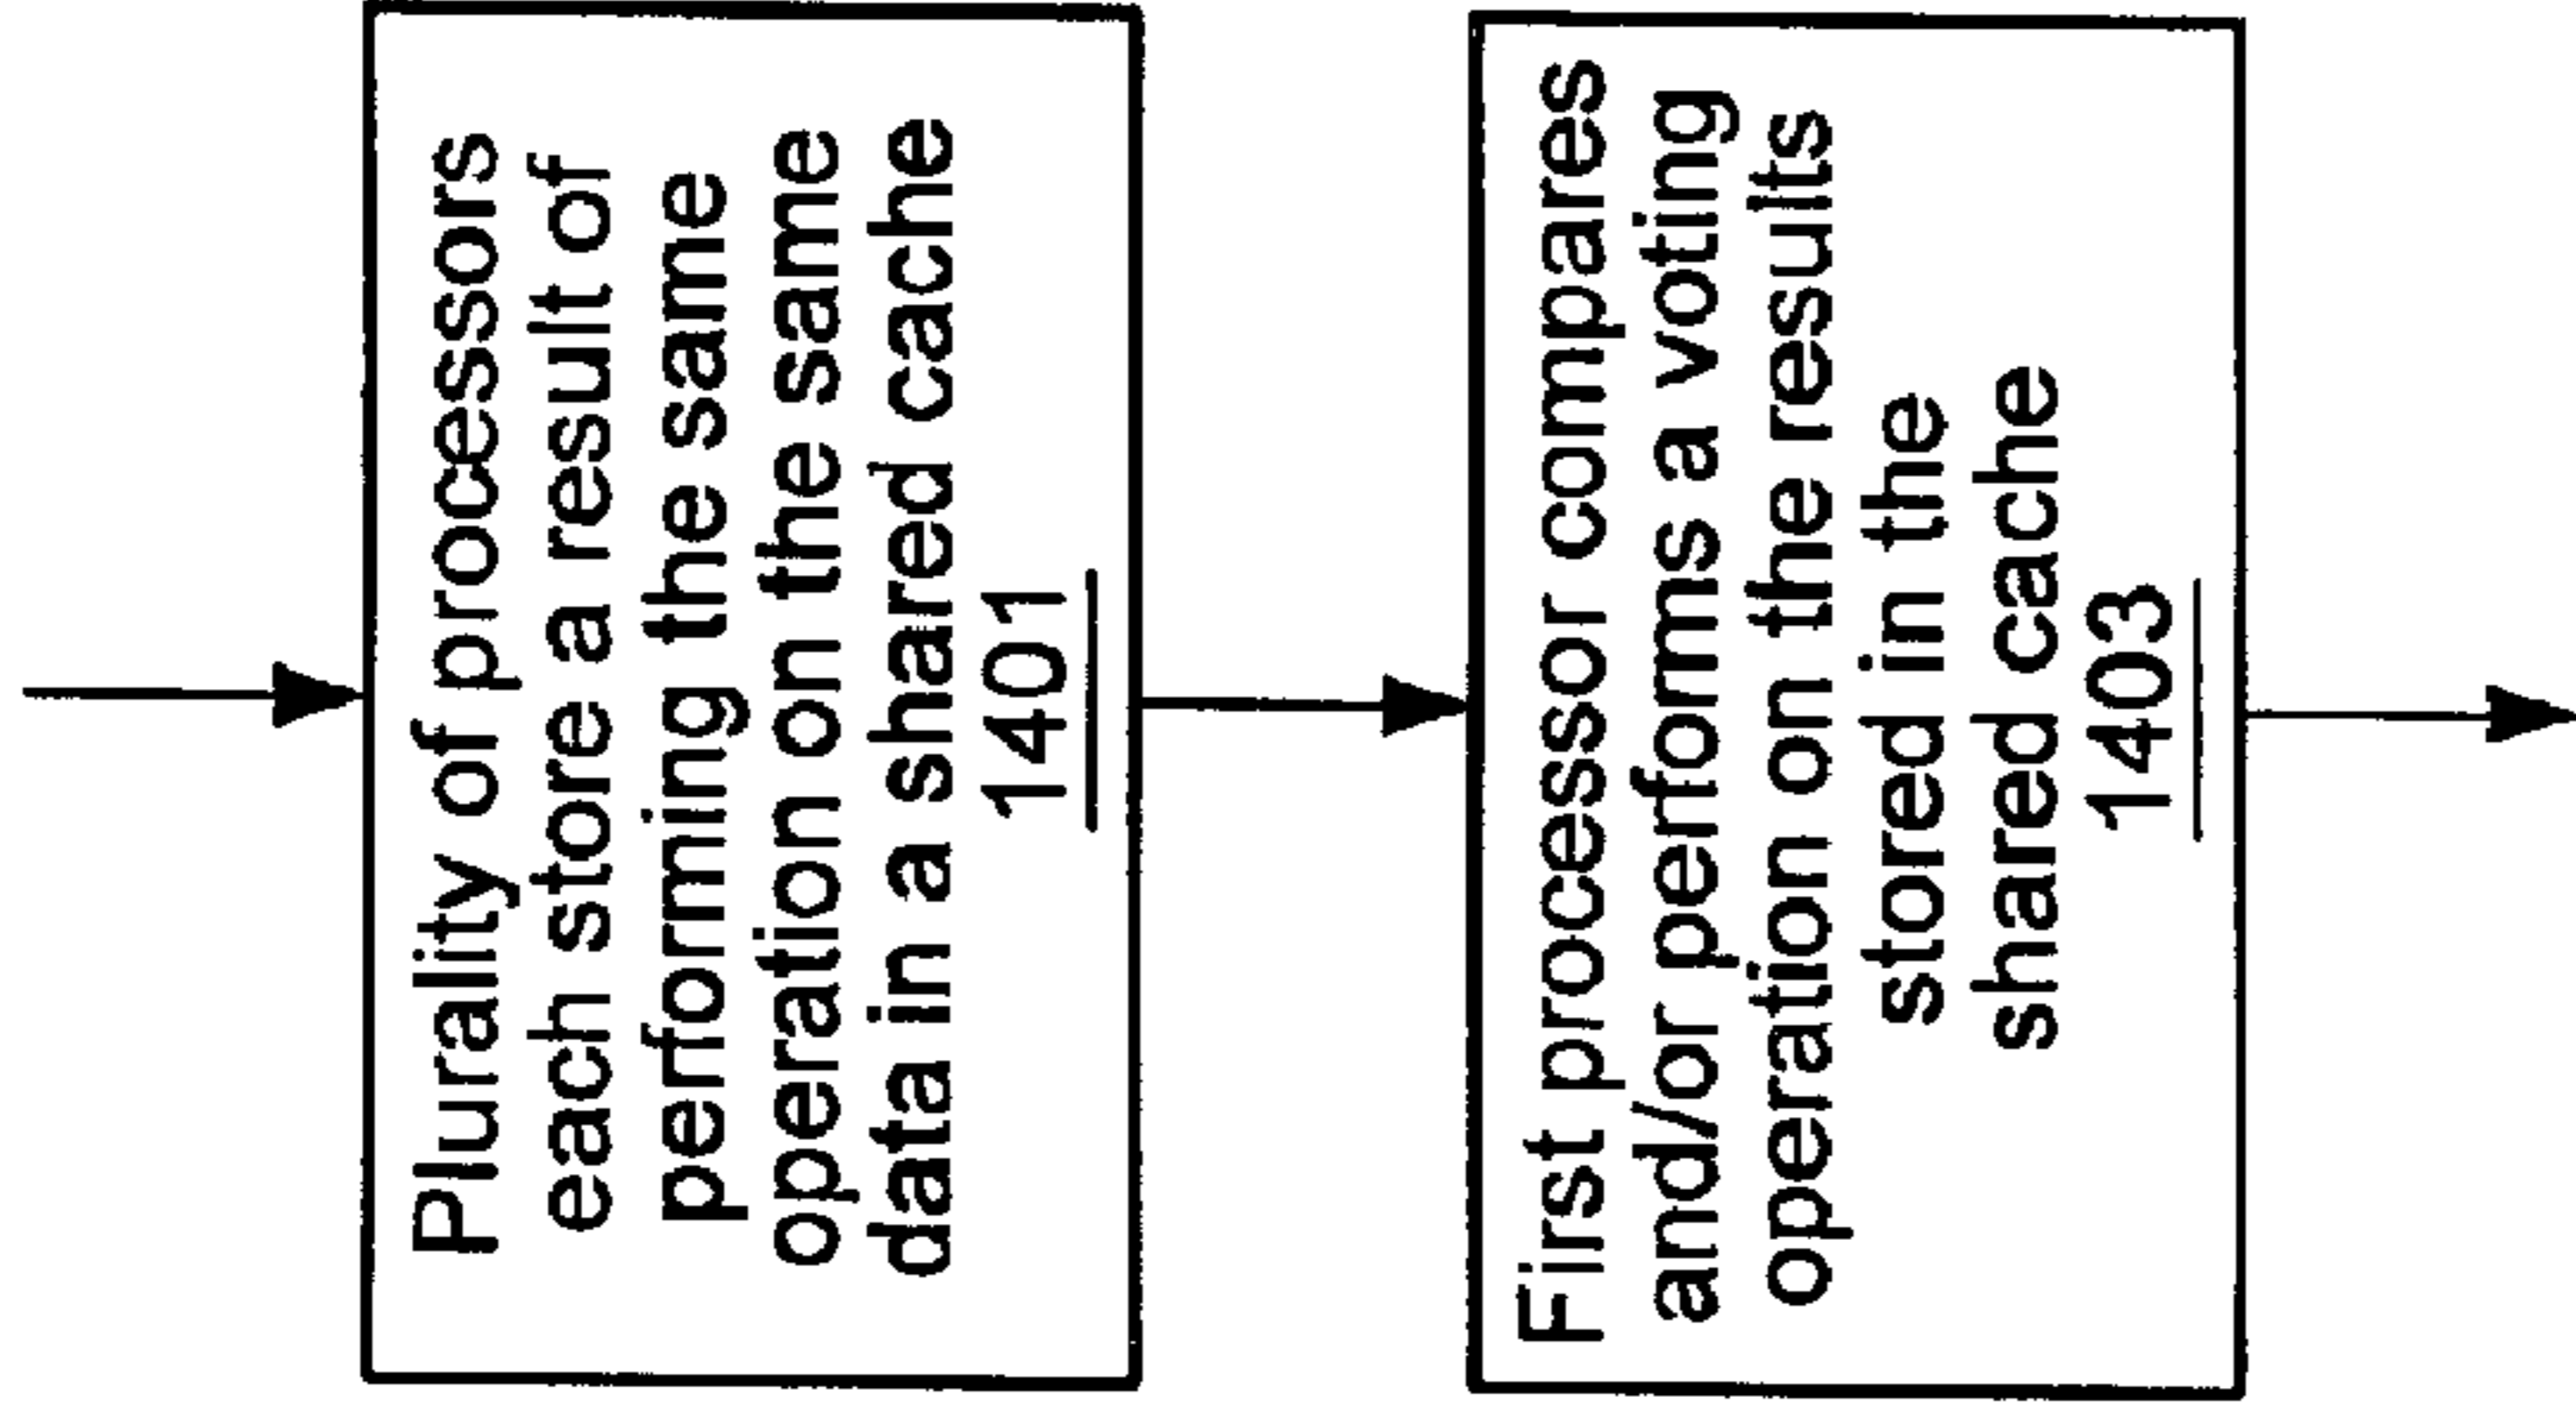 Plurality of processors
each store a result of
performing the same
operation on the same
data in a shared cache
1401
First processor compares
and/or performs a voting
operation on the results
stored in the
shared cache
1403